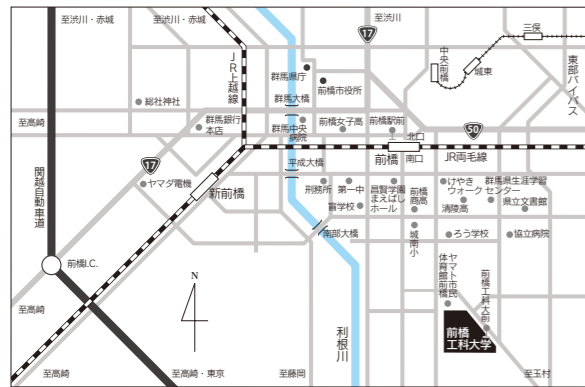 至渋川・赤城
至渋川・赤城
至渋川
17
三俣
中央前橋
城東
東部バイパス
JR上越線
群馬県庁
前橋市役所
総社神社
群馬大橋
至高崎
群馬銀行
本店
群馬中央
病院
前橋女子高
前橋駅前
50
北口
前橋
南口
JR両毛線
17
平成大橋
関越自動車道
ヤマダ電機
新前橋
刑務所
第一中
盲学校
昌賢学園
まえばし
ホール
前橋商高
けやき
ウォーク
群馬県生涯学習
センター
清陵高
県立文書館
南部大橋
城南小
ろう学校
協立病院
前橋I.C.
ヤマト市民
体育館前橋
前橋工科大前
N
前橋
工科大学
至高崎
利根川
至高崎
至高崎・東京
至藤岡
至玉村